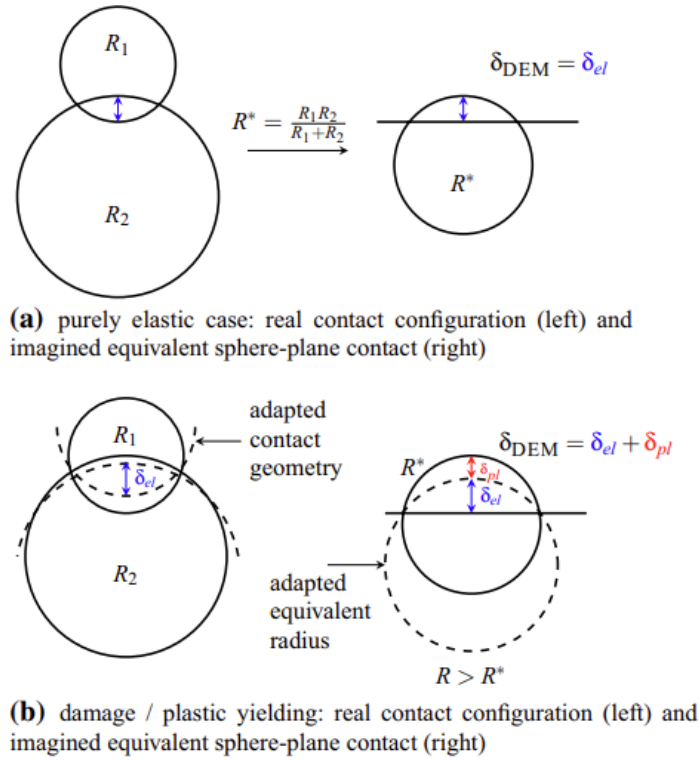 R₁
R₂
R* = R₁R₂ / R₁+R₂
δDEM = δel
R*
(a) purely elastic case: real contact configuration (left) and
imagined equivalent sphere-plane contact (right)
R₁
δel
R₂
adapted
contact
geometry
δDEM = δel + δpl
R*
δpl
δel
adapted
equivalent
radius
R > R*
(b) damage / plastic yielding: real contact configuration (left) and
imagined equivalent sphere-plane contact (right)